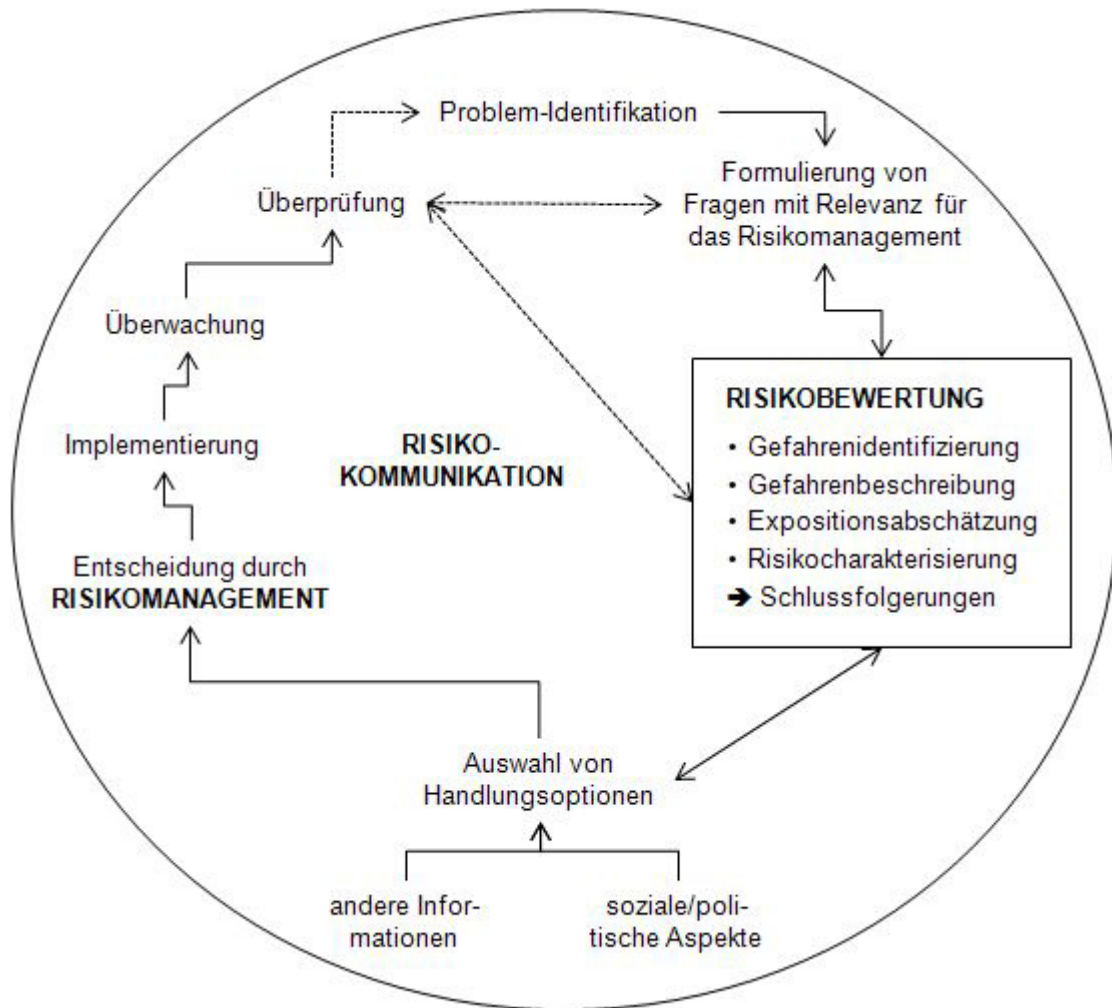 Problem-Identifikation
Formulierung von
Fragen mit Relevanz für
das Risikomanagement
Überprüfung
Überwachung
RISIKOBEWERTUNG
• Gefahrenidentifizierung
• Gefahrenbeschreibung
• Expositionsabschätzung
• Risikocharakterisierung
➔ Schlussfolgerungen
Implementierung
RISIKO-
KOMMUNIKATION
Entscheidung durch
RISIKOMANAGEMENT
Auswahl von
Handlungsoptionen
andere Infor-
mationen
soziale/poli-
tische Aspekte